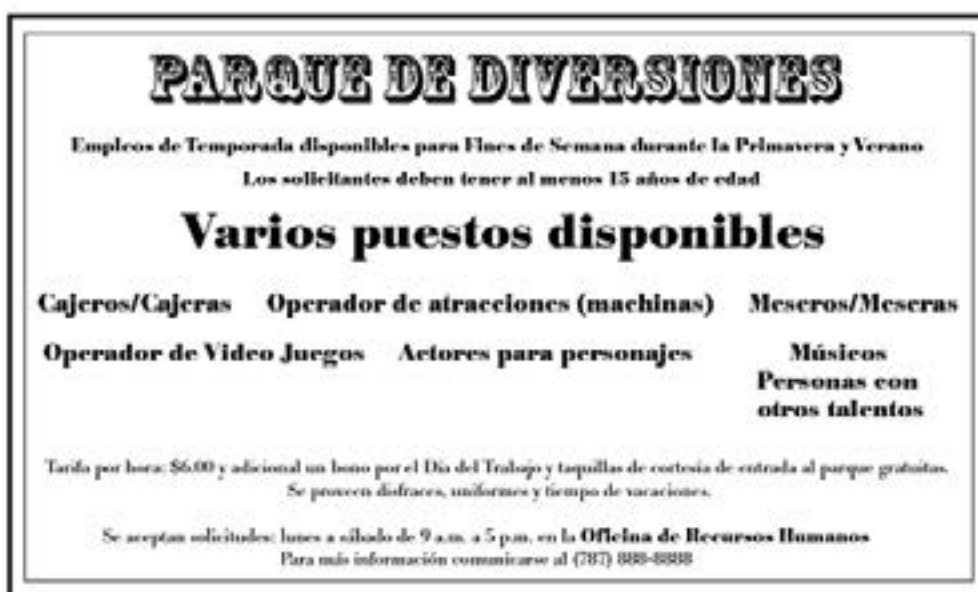 PARQUE DE DIVERSIONES
Empleos de Temporada disponibles para Fines de Semana durante la Primavera y Verano
Los solicitantes deben tener al menos 15 años de edad
Varios puestos disponibles
Cajeros/Cajeras Operador de atracciones (machinas) Meseros/Meseras
Operador de Video Juegos Actores para personajes Músicos
Personas con
otros talentos
Tarifa por hora: $6.00 y adicional un bono por el Día del Trabajo y taquillas de cortesía de entrada al parque gratuitas.
Se proveen disfraces, uniformes y tiempo de vacaciones.
Se aceptan solicitudes: lunes a sábado de 9 a.m. a 5 p.m. en la Oficina de Recursos Humanos
Para más información comunicarse al (787) 888-8888